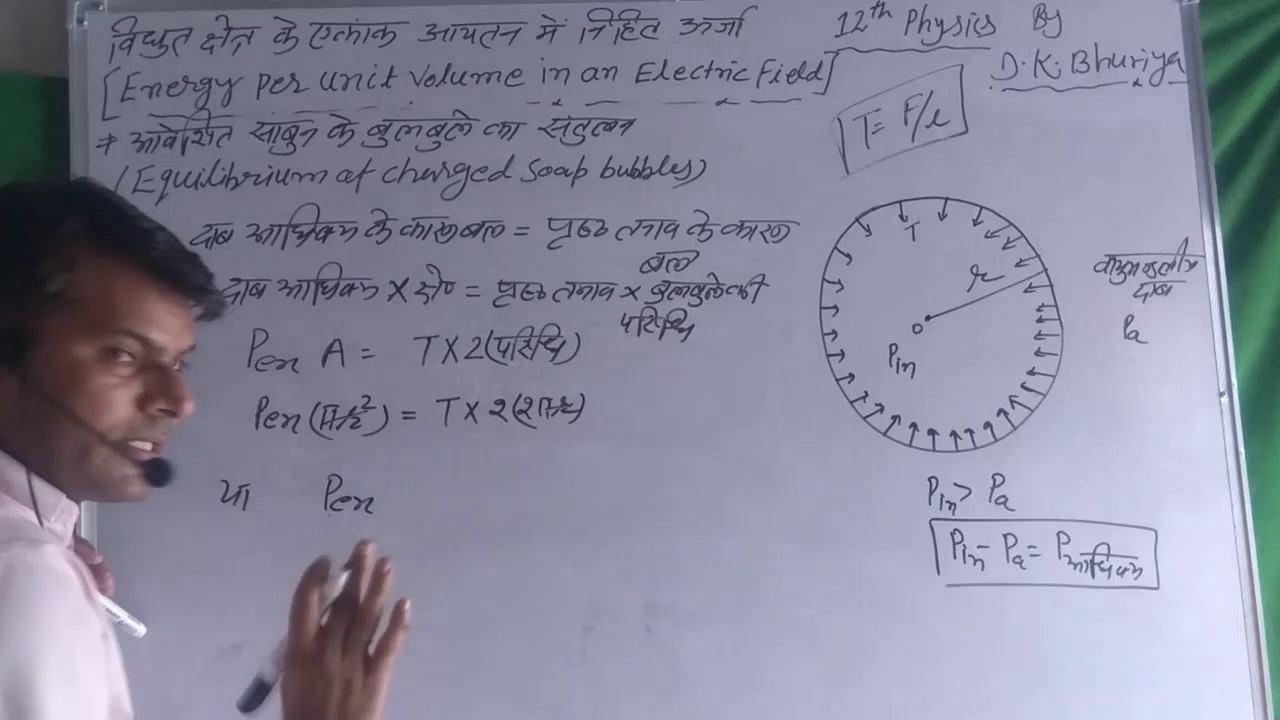 विद्युत क्षेत्र के एकांक आयतन में निहित ऊर्जा
[Energy per unit volume in an Electric Field]
12th Physics By
D.K. Bhuriya
T = F/l
⇒ आवेशित साबुन के बुलबुले का संतुलन
(Equilibrium of charged Soap bubbles)
दाब आधिक्य के कारण बल = पृष्ठ तनाव के कारण
बल
दाब आधिक्य × क्षे० = पृष्ठ तनाव × बुलबुले की
परिधि
Pex A = T X 2(परिधि)
Pex (πr²) = T X 2(2πr)
या Pex
T
r
o
Pin
वायुमण्डलीय
दाब
Pa
Pin > Pa
Pin - Pa = Pआधिक्य